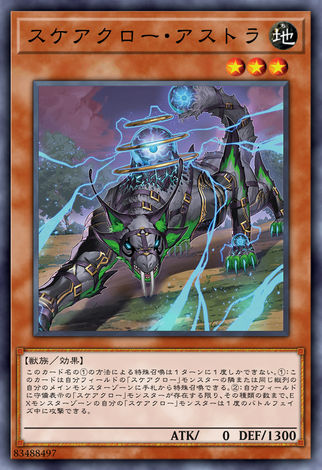 スケアクロー・アストラ
地
ち
【獣族／効果】
このカード名の①の方法による特殊召喚は１ターンに１度しかできない。①：こ
のカードは自分フィールドの「スケアクロー」モンスターの隣または同じ縦列の
自分のメインモンスターゾーンに手札から特殊召喚できる。②：自分フィールド
に守備表示の「スケアクロー」モンスターが存在する限り、その種類の数まで、E
Xモンスターゾーンの自分の「スケアクロー」モンスターは１度のバトルフェイ
ズ中に攻撃できる。
ATK/ 0 DEF/1300
83488497